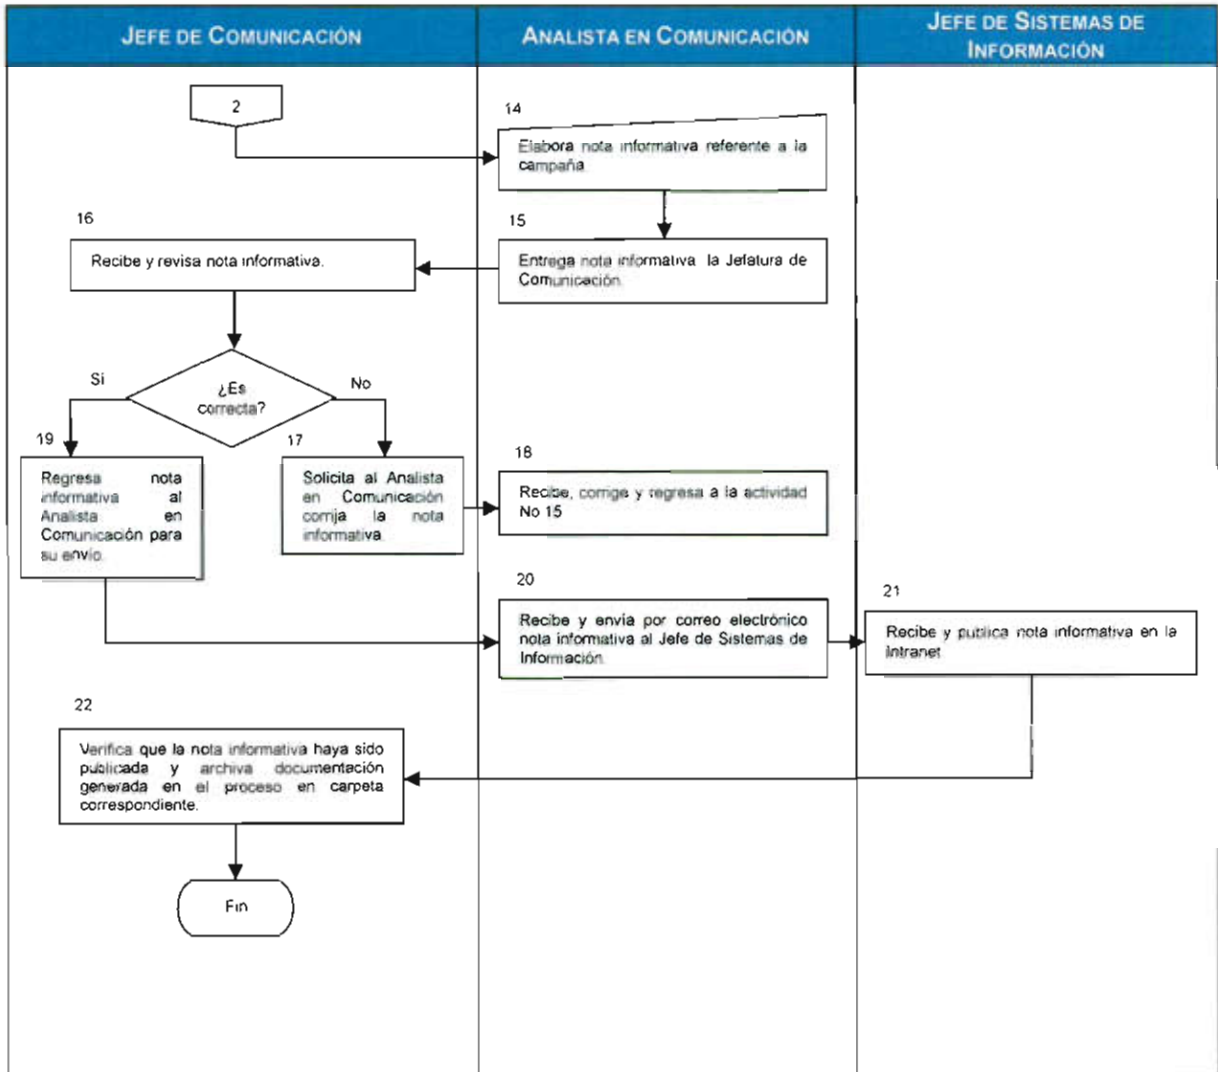 JEFE DE COMUNICACIÓN
ANALISTA EN COMUNICACIÓN
JEFE DE SISTEMAS DE
INFORMACIÓN
2
14
Elabora nota informativa referente a la
campaña.
15
Entrega nota informativa la Jefatura de
Comunicación.
16
Recibe y revisa nota informativa.
¿Es
correcta?
Si
No
19
Regresa nota
informativa al
Analista en
Comunicación para
su envío.
17
Solicita al Analista
en Comunicación
corrija la nota
informativa.
18
Recibe, corrige y regresa a la actividad
No 15
20
Recibe y envía por correo electrónico
nota informativa al Jefe de Sistemas de
Información.
21
Recibe y publica nota informativa en la
Intranet
22
Verifica que la nota informativa haya sido
publicada y archiva documentación
generada en el proceso en carpeta
correspondiente.
Fin